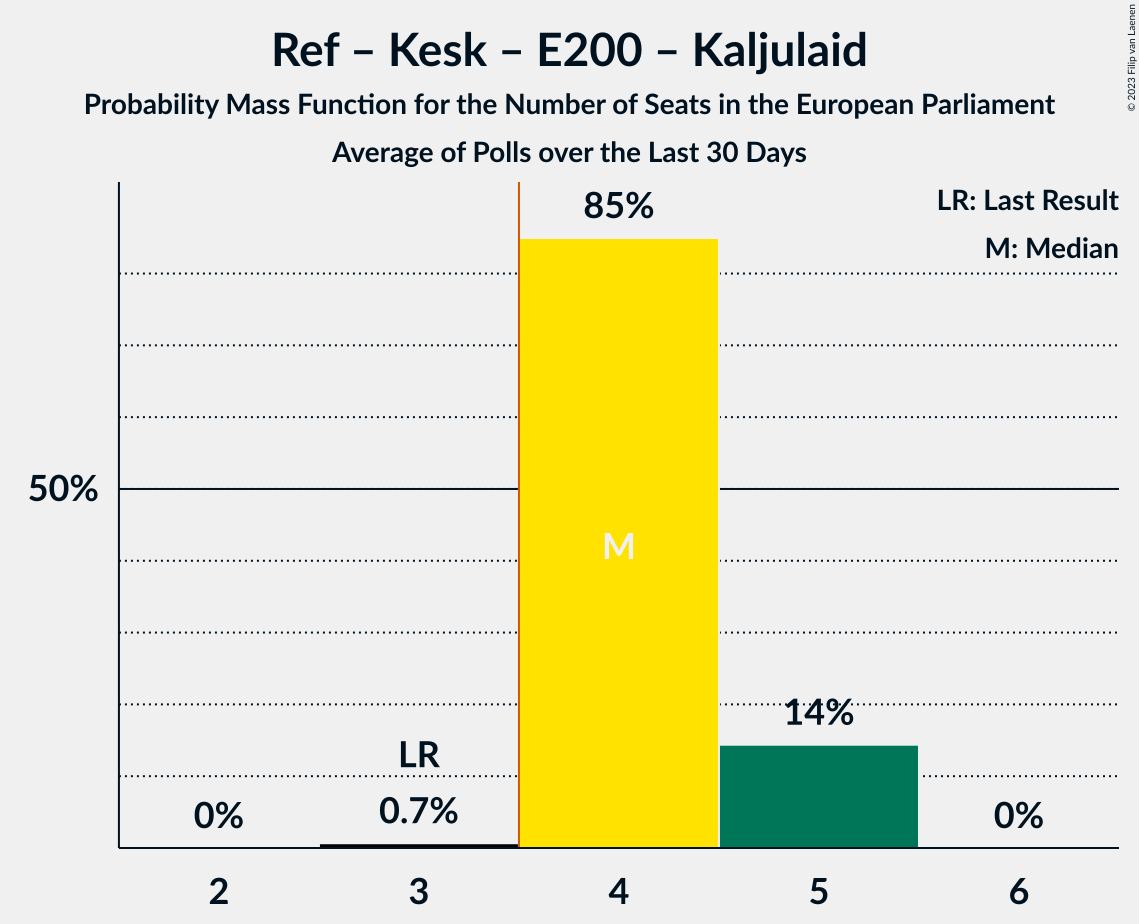 Ref – Kesk – E200 – Kaljulaid
Probability Mass Function for the Number of Seats in the European Parliament
Average of Polls over the Last 30 Days
© 2023 Filip van Laenen
LR: Last Result
M: Median
85%
50%
M
14%
LR
0%
0.7%
0%
2
3
4
5
6